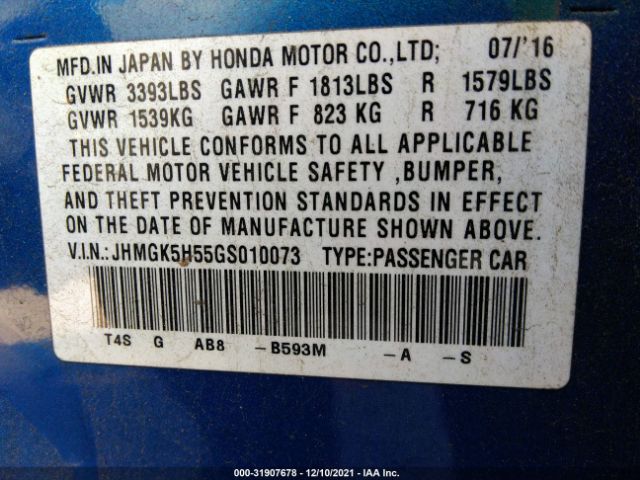 MFD.IN JAPAN BY HONDA MOTOR CO.,LTD; 07/'16
GVWR 3393LBS GAWR F 1813LBS R 1579LBS
GVWR 1539KG GAWR F 823 KG R 716 KG
THIS VEHICLE CONFORMS TO ALL APPLICABLE
FEDERAL MOTOR VEHICLE SAFETY ,BUMPER,
AND THEFT PREVENTION STANDARDS IN EFFECT
ON THE DATE OF MANUFACTURE SHOWN ABOVE.
V.I.N.: JHMGK5H55GS010073 TYPE:PASSENGER CAR
T4S G AB8 -B593M -A -S
000-31907678 - 12/10/2021 - IAA Inc.